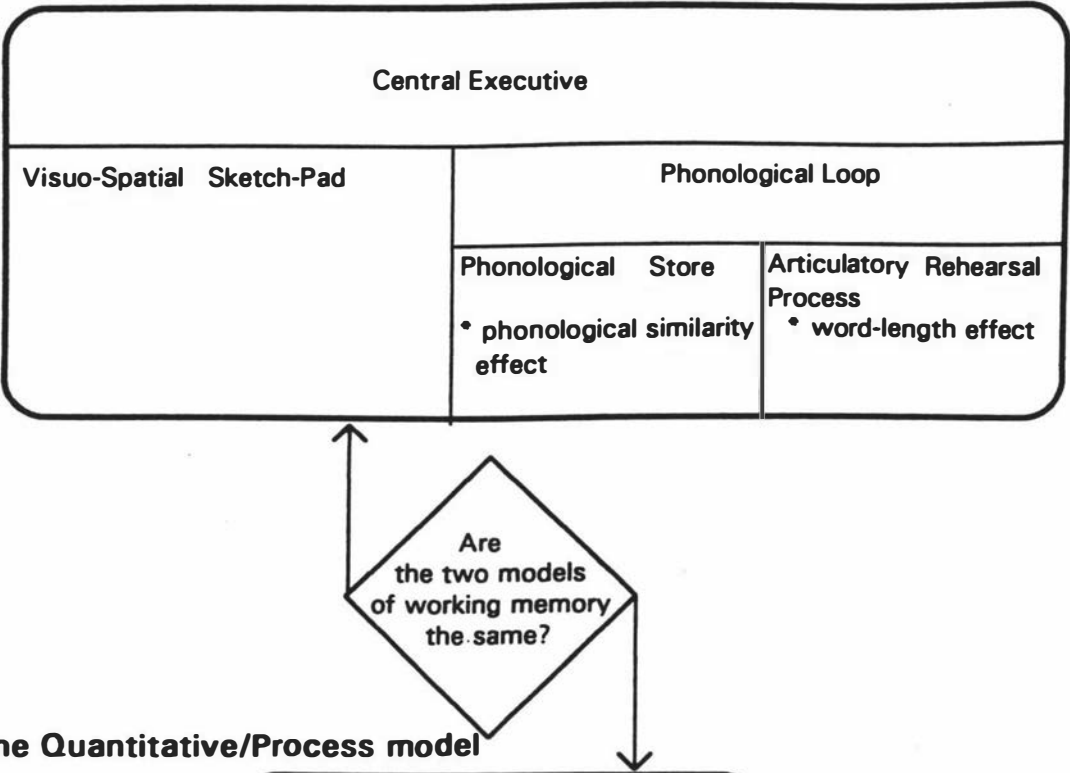 Central Executive
Visuo-Spatial Sketch-Pad
Phonological Loop
Phonological Store
* phonological similarity
effect
Articulatory Rehearsal
Process
* word-length effect
Are
the two models
of working memory
the same?
ne Quantitative/Process model